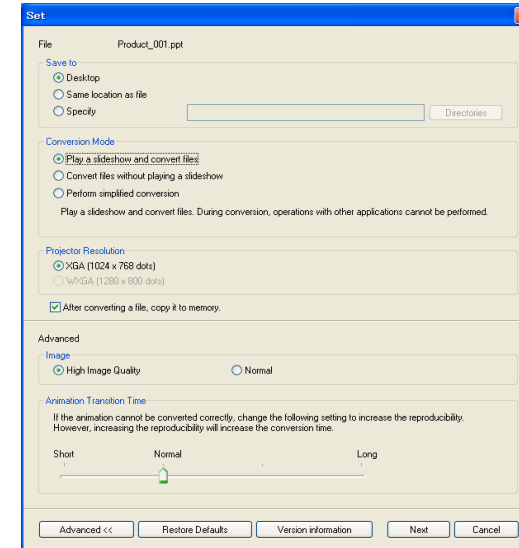 Set
File Product_001.ppt
Save to
Desktop
Same location as file
Specify Directories
Conversion Mode
Play a slideshow and convert files
Convert files without playing a slideshow
Perform simplified conversion
Play a slideshow and convert files. During conversion, operations with other applications cannot be performed.
Projector Resolution
XGA (1024 x 768 dots)
WXGA (1280 x 800 dots)
After converting a file, copy it to memory.
Advanced
Image
High Image Quality Normal
Animation Transition Time
If the animation cannot be converted correctly, change the following setting to increase the reproducibility.
However, increasing the reproducibility will increase the conversion time.
Short Normal Long
Advanced << Restore Defaults Version information Next Cancel